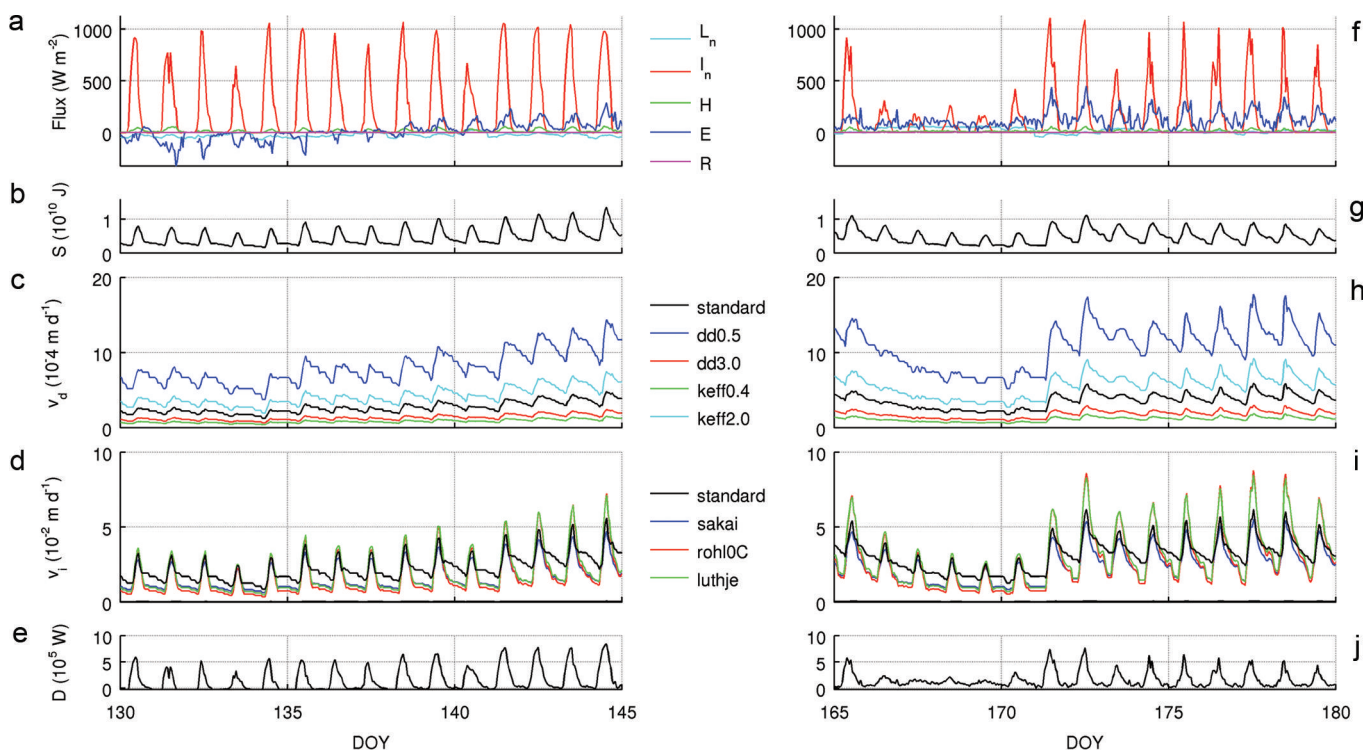 a
Flux (W m⁻²)
1000
500
0
L_n
I_n
H
E
R
f
1000
500
0
b
S (10¹⁰ J)
1
0
g
1
0
c
v_d (10⁻⁴ m d⁻¹)
20
10
0
standard
dd0.5
dd3.0
keff0.4
keff2.0
h
20
10
0
d
v_i (10⁻² m d⁻¹)
10
5
0
standard
sakai
rohl0C
luthje
i
10
5
0
e
D (10⁵ W)
10
5
0
130 135 140 145
DOY
j
10
5
0
165 170 175 180
DOY